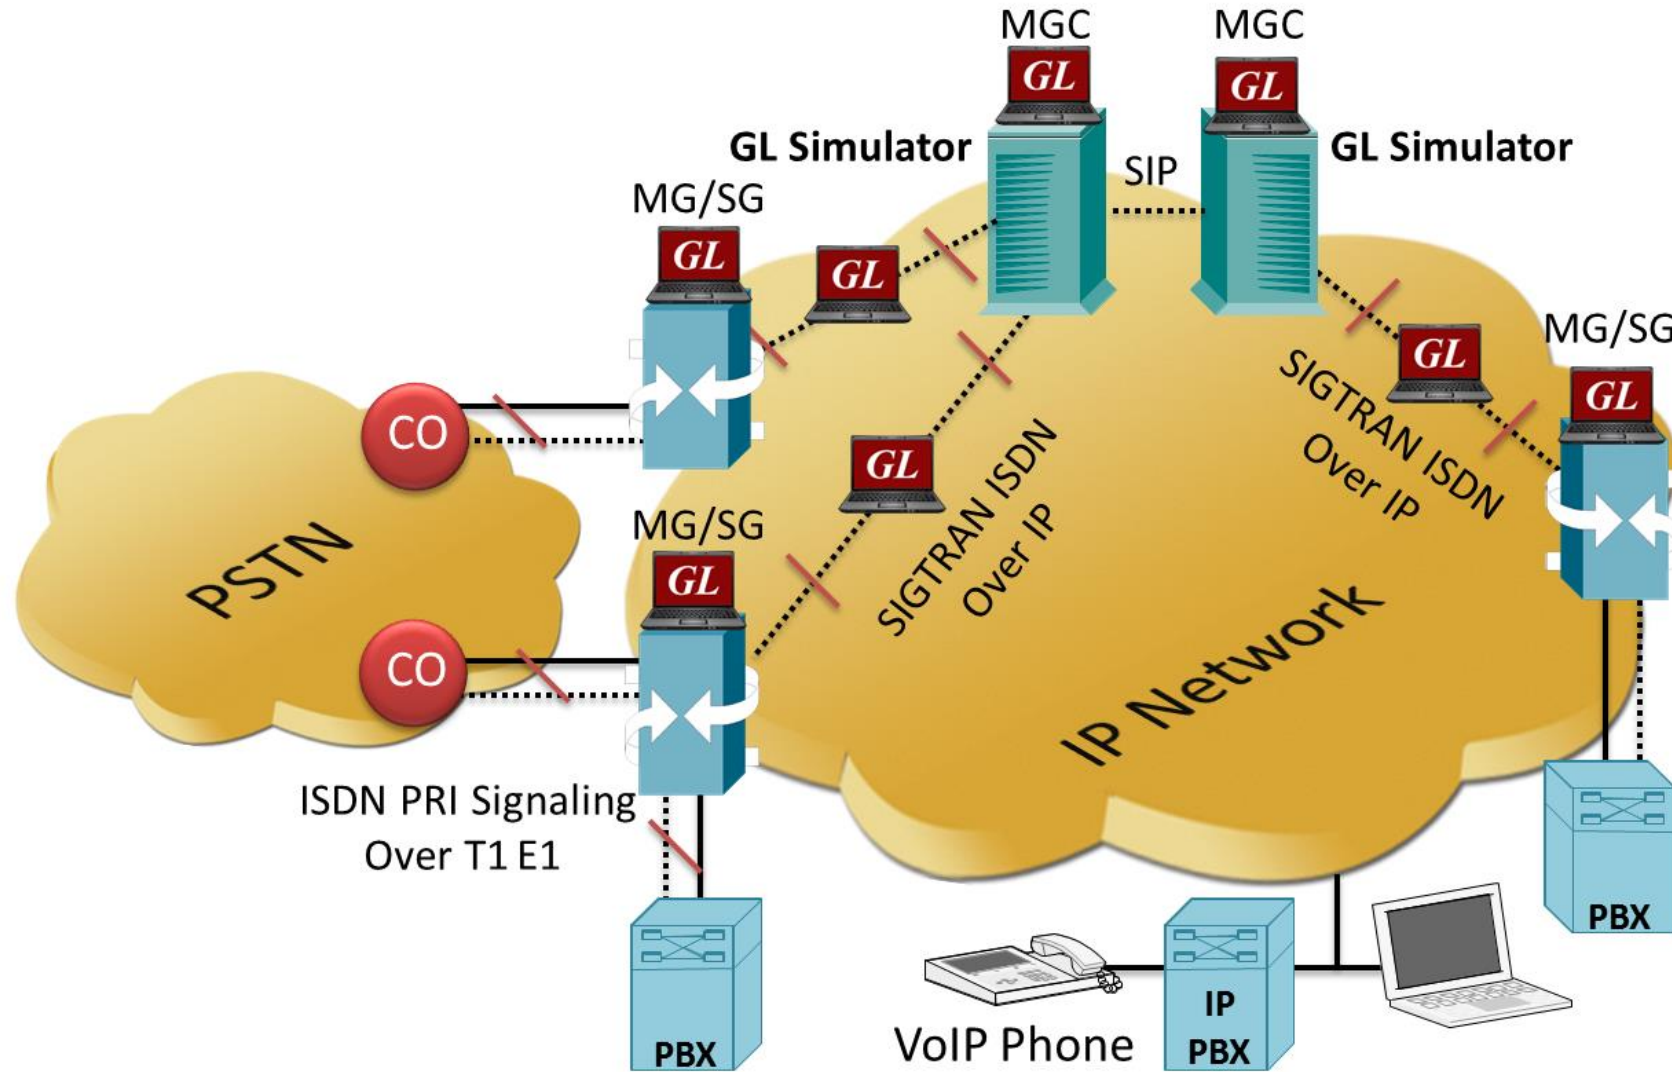 MGC
MGC
GL
GL
GL Simulator
GL Simulator
SIP
MG/SG
GL
GL
MG/SG
GL
GL
CO
GL
SIGTRAN ISDN
Over IP
SIGTRAN ISDN
Over IP
MG/SG
GL
PSTN
CO
IP Network
ISDN PRI Signaling
Over T1 E1
PBX
PBX
VoIP Phone
IP
PBX